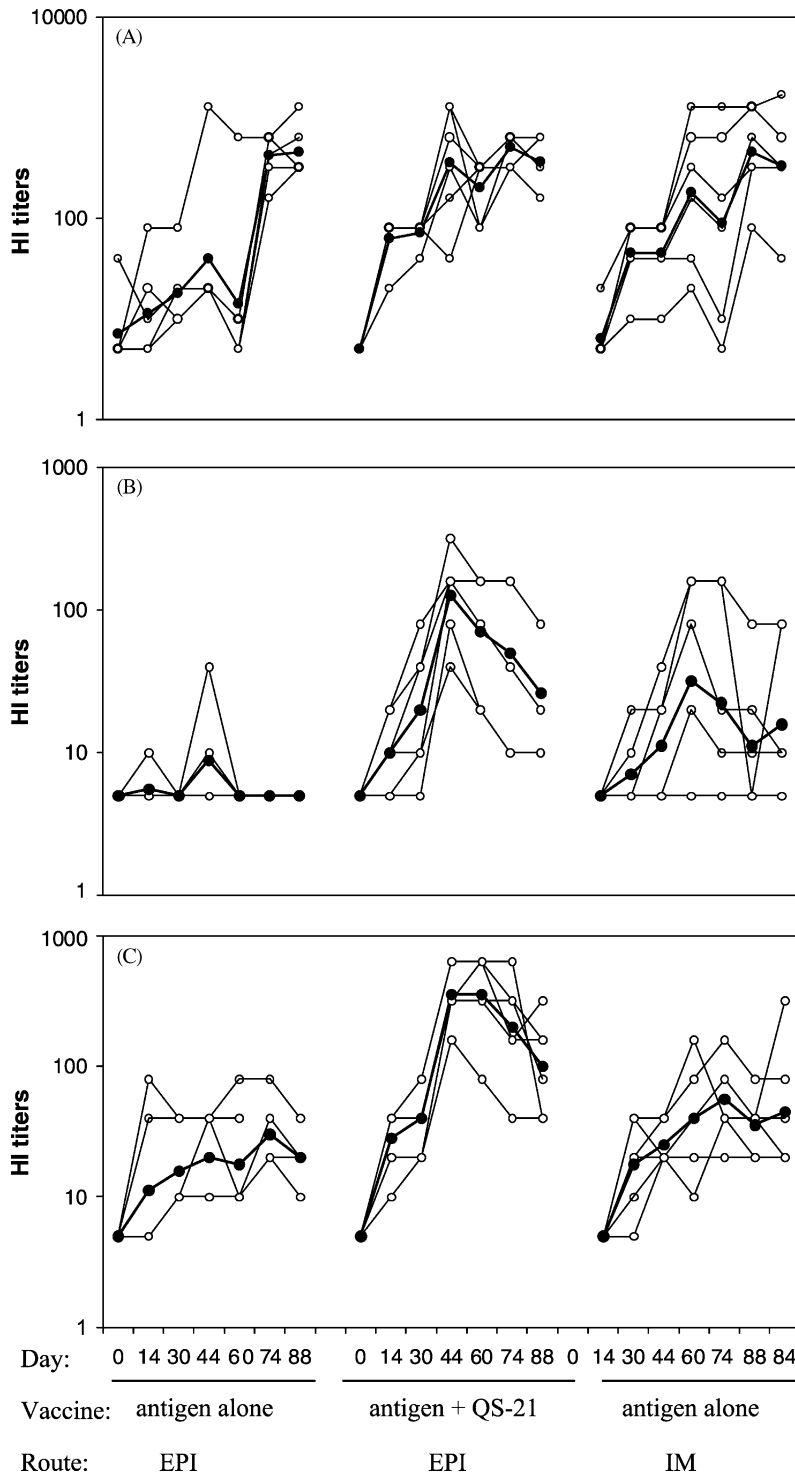 10000
(A)
HI titers
100
1
1000
(B)
HI titers
100
10
1
1000
(C)
HI titers
100
10
1
Day: 0 14 30 44 60 74 88 0 14 30 44 60 74 88 0 14 30 44 60 74 88 84
Vaccine: antigen alone antigen + QS-21 antigen alone
Route: EPI EPI IM